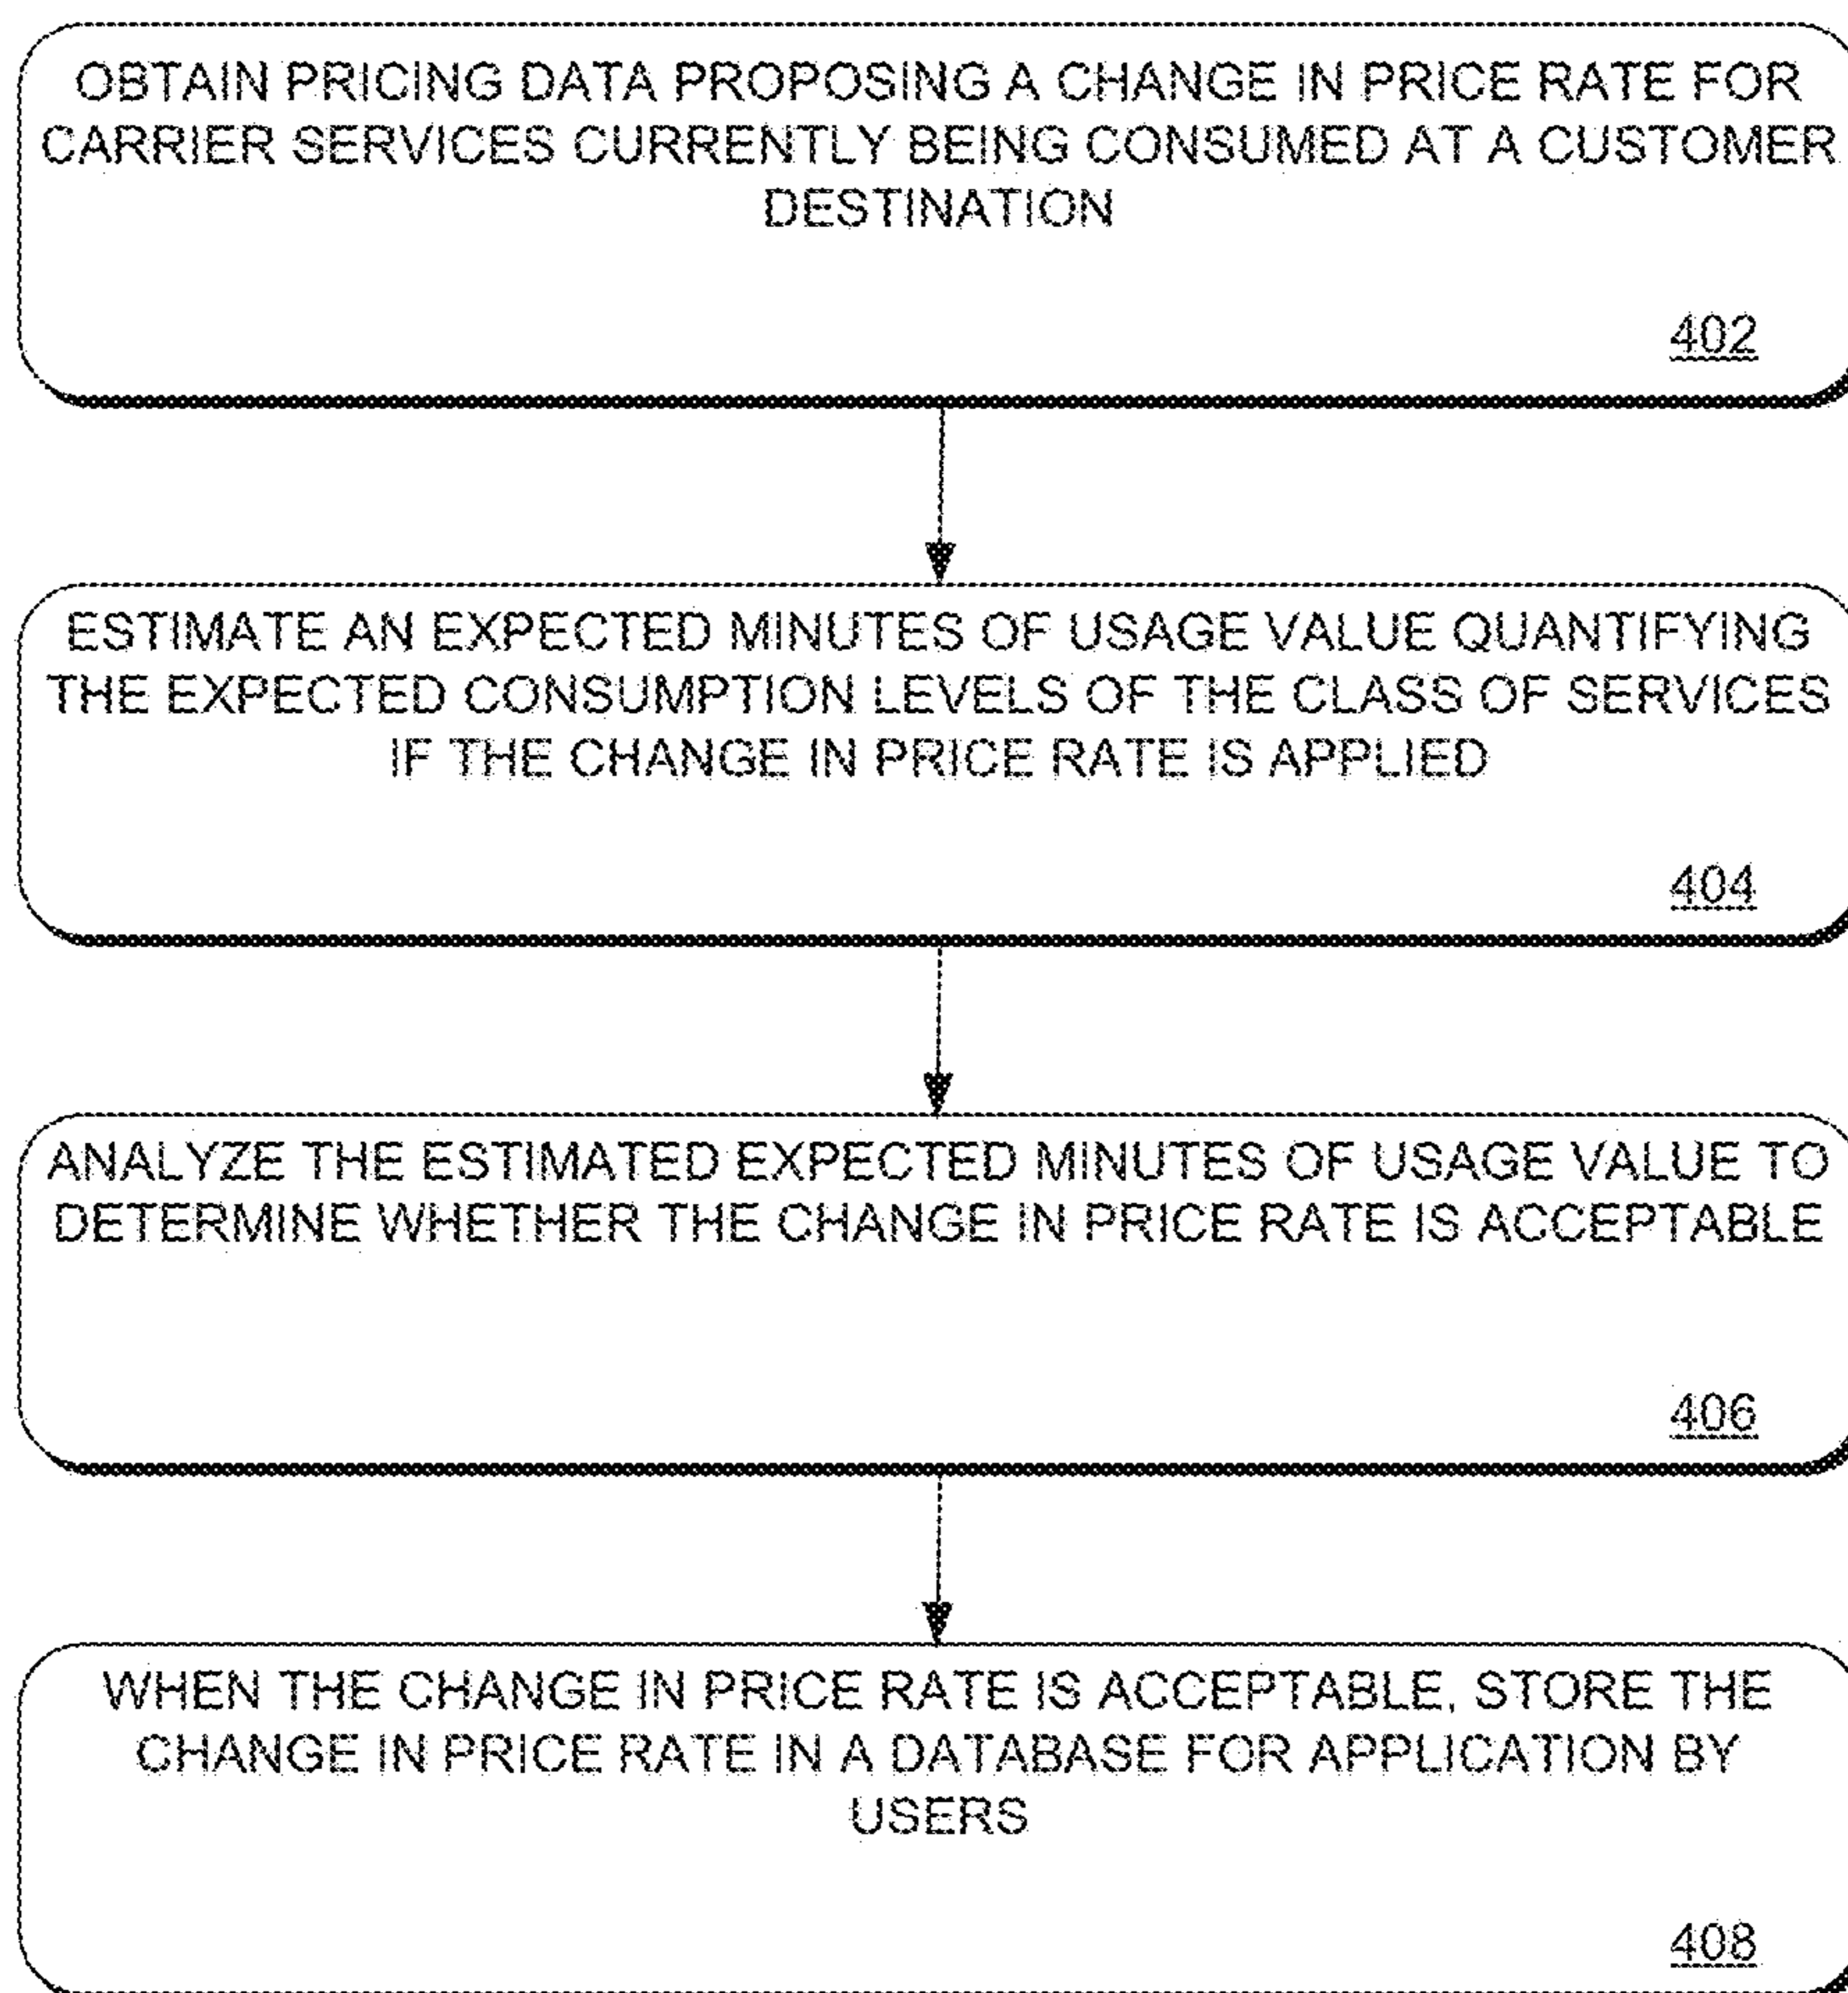 OBTAIN PRICING DATA PROPOSING A CHANGE IN PRICE RATE FOR
CARRIER SERVICES CURRENTLY BEING CONSUMED AT A CUSTOMER
DESTINATION
402
ESTIMATE AN EXPECTED MINUTES OF USAGE VALUE QUANTIFYING
THE EXPECTED CONSUMPTION LEVELS OF THE CLASS OF SERVICES
IF THE CHANGE IN PRICE RATE IS APPLIED
404
ANALYZE THE ESTIMATED EXPECTED MINUTES OF USAGE VALUE TO
DETERMINE WHETHER THE CHANGE IN PRICE RATE IS ACCEPTABLE
406
WHEN THE CHANGE IN PRICE RATE IS ACCEPTABLE, STORE THE
CHANGE IN PRICE RATE IN A DATABASE FOR APPLICATION BY
USERS
408